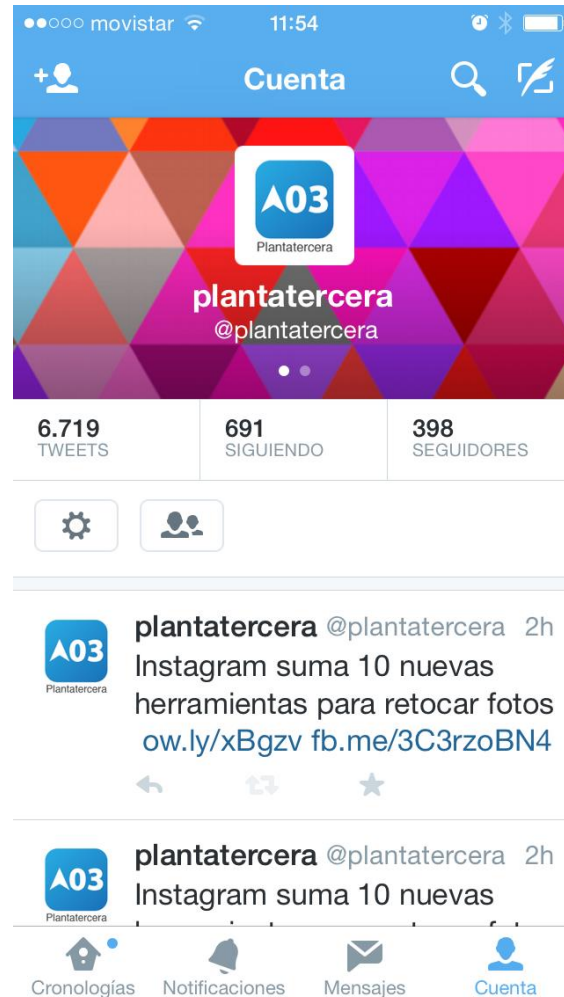 movistar 11:54
Cuenta
A03
Plantatercera
plantatercera
@plantatercera
6.719 691 398
TWEETS SIGUIENDO SEGUIDORES
plantatercera @plantatercera 2h
A03
Plantatercera
Instagram suma 10 nuevas
herramientas para retocar fotos
ow.ly/xBgzv fb.me/3C3rzoBN4
plantatercera @plantatercera 2h
A03
Plantatercera
Instagram suma 10 nuevas
Cronologías Notificaciones Mensajes Cuenta